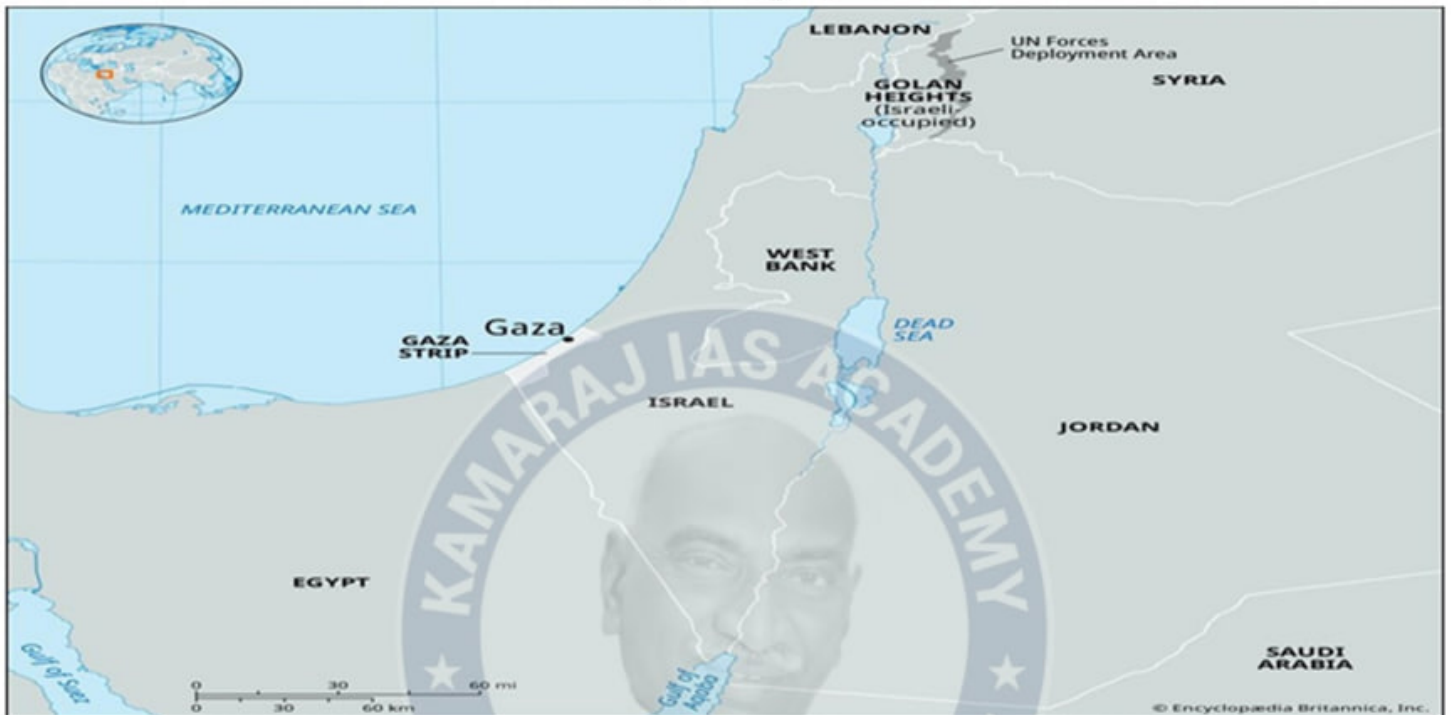 LEBANON
UN Forces
Deployment Area
SYRIA
GOLAN
HEIGHTS
(Israeli-
occupied)
MEDITERRANEAN SEA
WEST
BANK
Gaza
GAZA
STRIP
DEAD
SEA
ISRAEL
JORDAN
KAMARAJ IAS ACADEMY
EGYPT
Gulf of Suez
Gulf of
Aqaba
SAUDI
ARABIA
0 30 60 mi
0 30 60 km
© Encyclopædia Britannica, Inc.